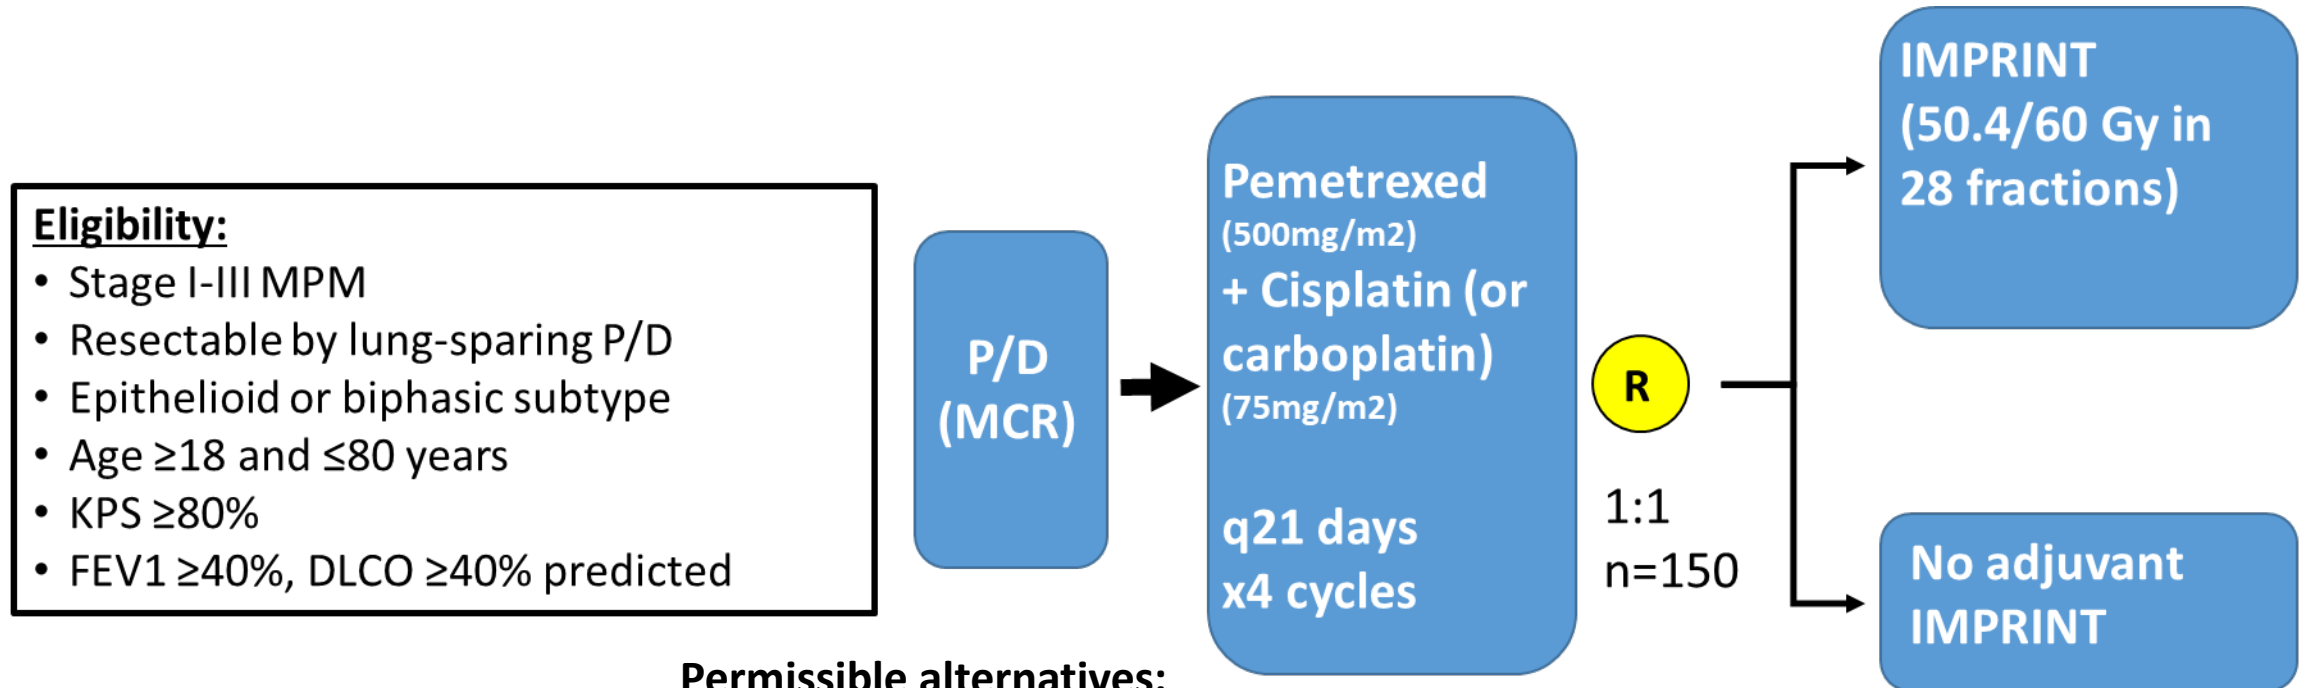 Eligibility:
• Stage I-III MPM
• Resectable by lung-sparing P/D
• Epithelioid or biphasic subtype
• Age ≥18 and ≤80 years
• KPS ≥80%
• FEV1 ≥40%, DLCO ≥40% predicted
P/D
(MCR)
Pemetrexed
(500mg/m2)
+ Cisplatin (or
carboplatin)
(75mg/m2)
q21 days
x4 cycles
R
1:1
n=150
IMPRINT
(50.4/60 Gy in
28 fractions)
No adjuvant
IMPRINT
Permissible alternatives: